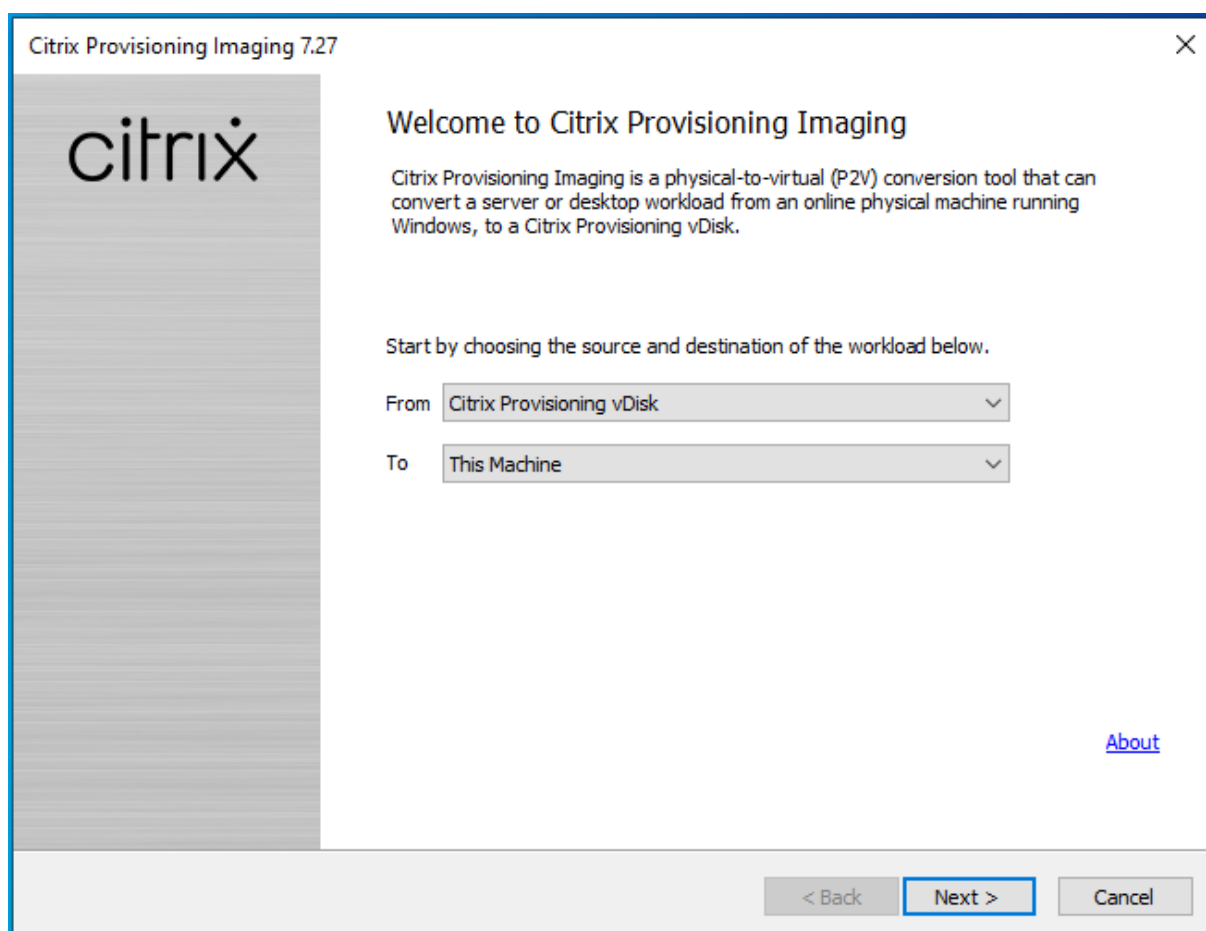 Citrix Provisioning Imaging 7.27
citrix
Welcome to Citrix Provisioning Imaging
Citrix Provisioning Imaging is a physical-to-virtual (P2V) conversion tool that can
convert a server or desktop workload from an online physical machine running
Windows, to a Citrix Provisioning vDisk.
Start by choosing the source and destination of the workload below.
From Citrix Provisioning vDisk
To This Machine
About
< Back Next > Cancel